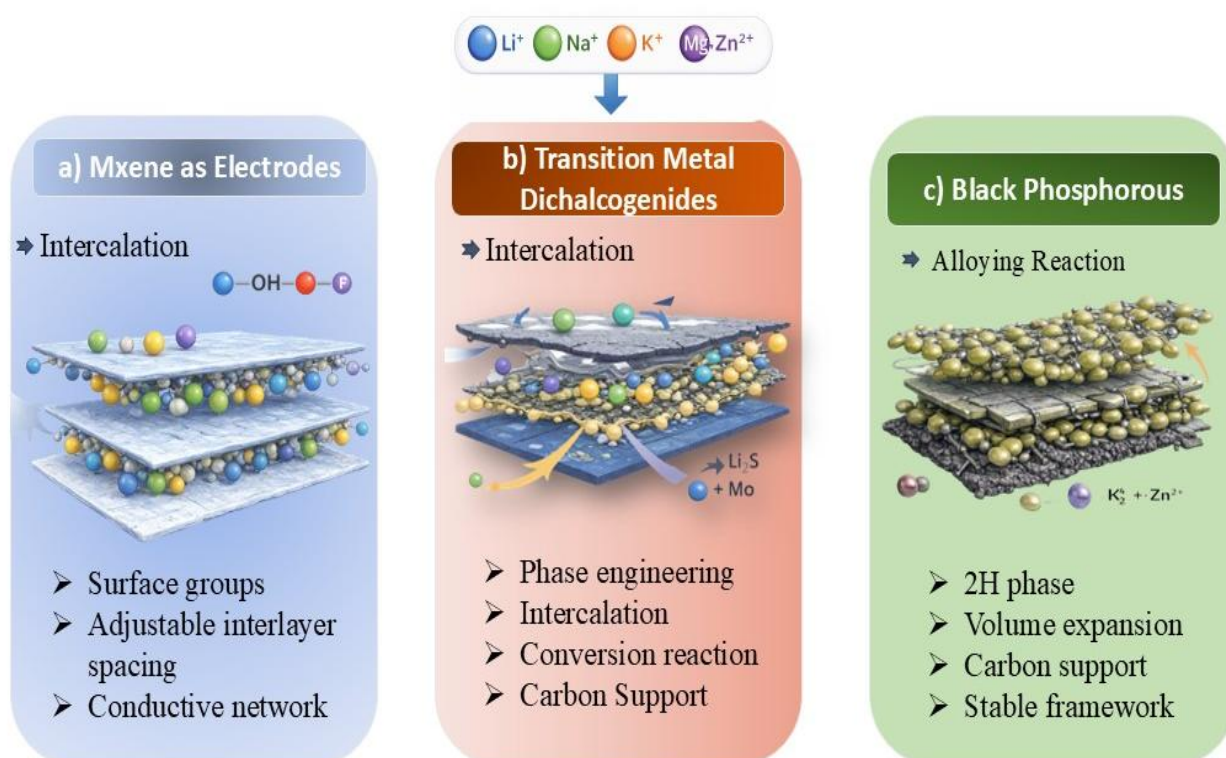 Li⁺ Na⁺ K⁺ Mg·Zn²⁺
a) Mxene as Electrodes
Intercalation
OH F
Surface groups
Adjustable interlayer
spacing
Conductive network
b) Transition Metal
Dichalcogenides
Intercalation
Li₂S
+ Mo
Phase engineering
Intercalation
Conversion reaction
Carbon Support
c) Black Phosphorous
Alloying Reaction
+·Zn²⁺
2H phase
Volume expansion
Carbon support
Stable framework